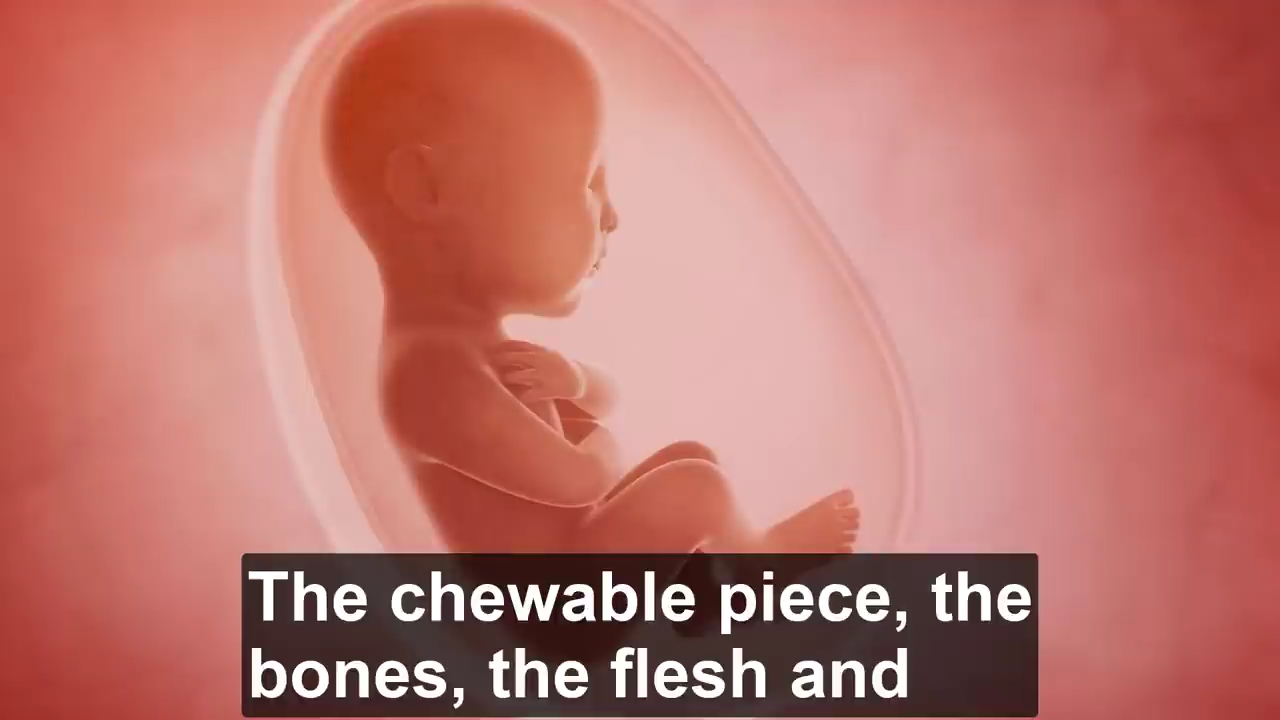 The chewable piece, the
bones, the flesh and